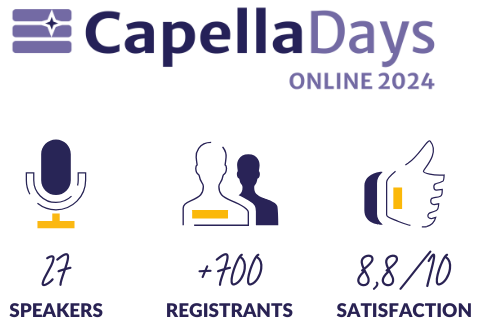 CapellaDays
ONLINE 2024
27 +700 8,8/10
SPEAKERS REGISTRANTS SATISFACTION